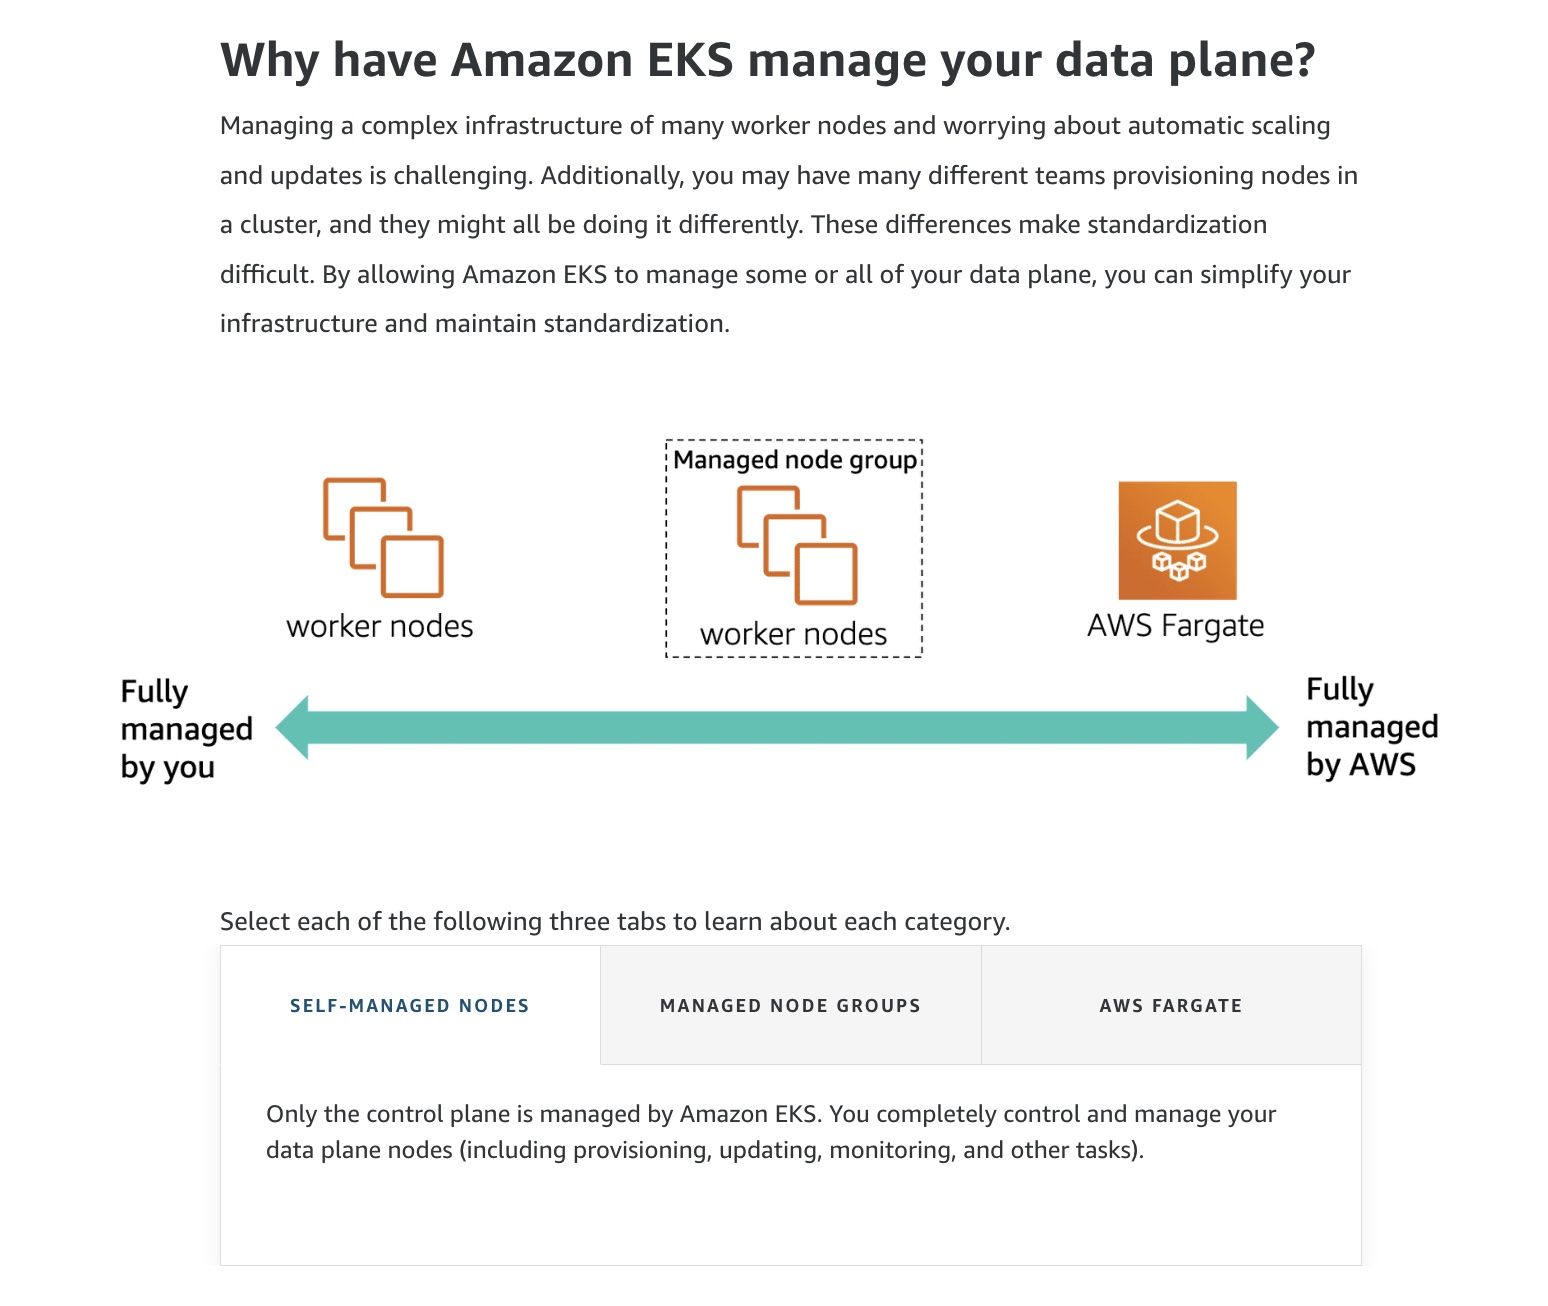 Why have Amazon EKS manage your data plane?
Managing a complex infrastructure of many worker nodes and worrying about automatic scaling
and updates is challenging. Additionally, you may have many different teams provisioning nodes in
a cluster, and they might all be doing it differently. These differences make standardization
difficult. By allowing Amazon EKS to manage some or all of your data plane, you can simplify your
infrastructure and maintain standardization.
Managed node group
worker nodes
worker nodes
AWS Fargate
Fully
managed
by you
Fully
managed
by AWS
Select each of the following three tabs to learn about each category.
SELF-MANAGED NODES
MANAGED NODE GROUPS
AWS FARGATE
Only the control plane is managed by Amazon EKS. You completely control and manage your
data plane nodes (including provisioning, updating, monitoring, and other tasks).